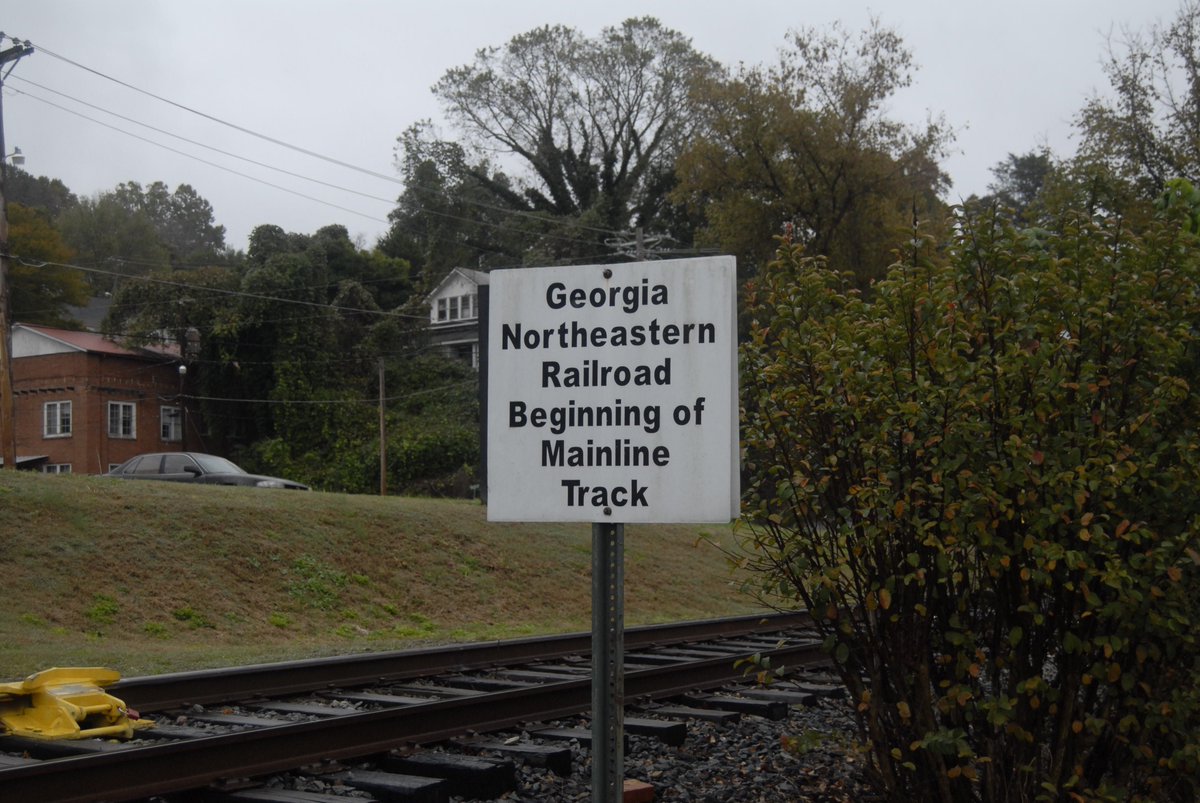 Georgia
Northeastern
Railroad
Beginning of
Mainline
Track